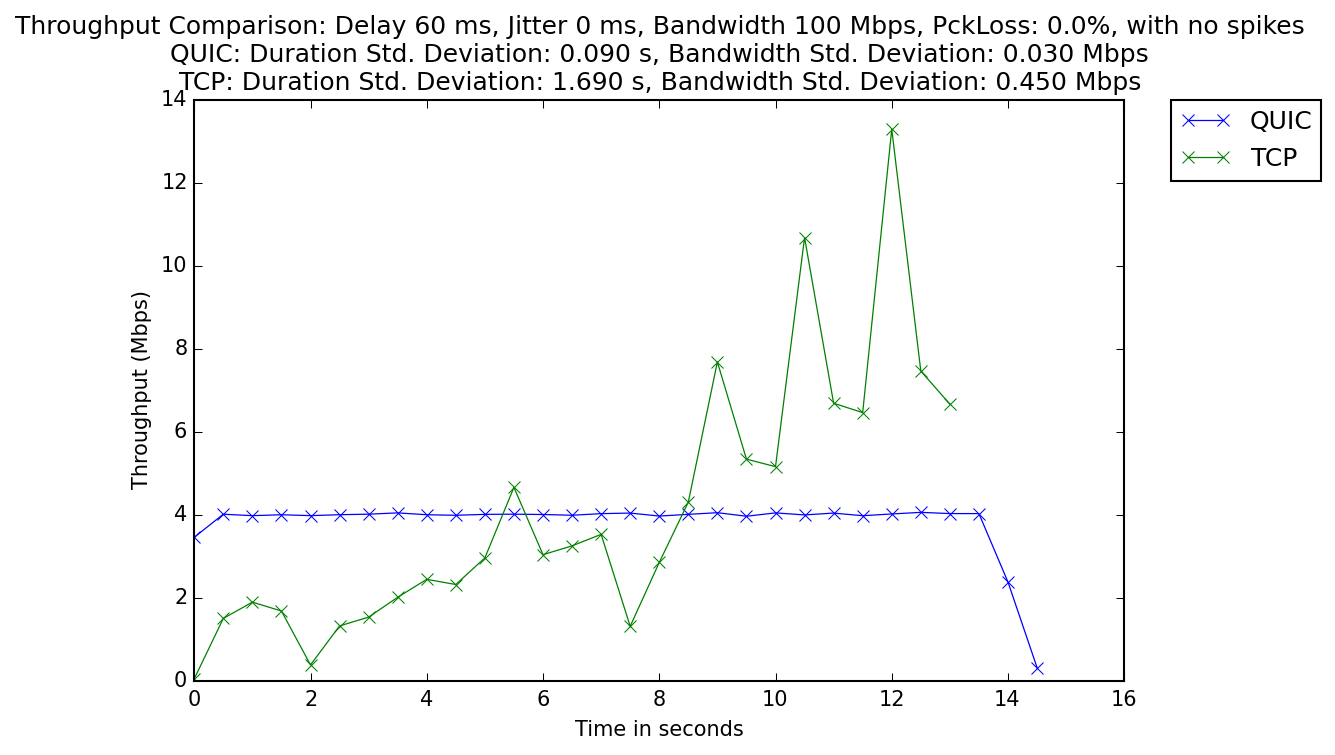 Throughput Comparison: Delay 60 ms, Jitter 0 ms, Bandwidth 100 Mbps, PckLoss: 0.0%, with no spikes
QUIC: Duration Std. Deviation: 0.090 s, Bandwidth Std. Deviation: 0.030 Mbps
TCP: Duration Std. Deviation: 1.690 s, Bandwidth Std. Deviation: 0.450 Mbps
14
12
10
8
6
4
2
0
Throughput (Mbps)
0 2 4 6 8 10 12 14 16
Time in seconds
QUIC
TCP